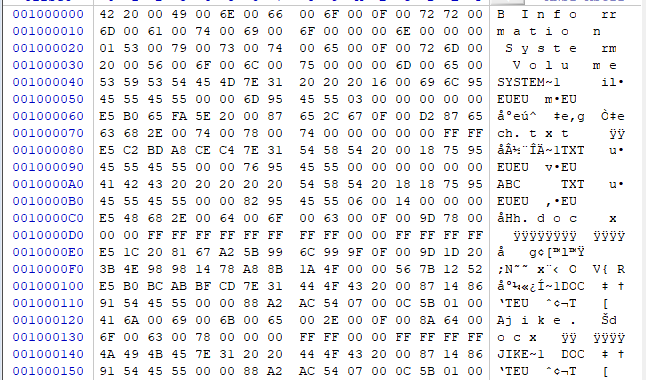 001000000 42 20 00 49 00 6E 00 66 00 6F 00 0F 00 72 72 00 B I n f o rr
001000010 6D 00 61 00 74 00 69 00 6F 00 00 00 6E 00 00 00 m a t i o n
001000020 01 53 00 79 00 73 00 74 00 65 00 0F 00 72 6D 00 S y s t e rm
001000030 20 00 56 00 6F 00 6C 00 75 00 00 00 6D 00 65 00 V o l u m e
001000040 53 59 53 54 45 4D 7E 31 20 20 20 16 00 69 6C 95 SYSTEM~1 il•
001000050 45 55 45 55 00 00 6D 95 45 55 03 00 00 00 00 00 EUEU m•EU
001000060 E5 B0 65 FA 5E 20 00 87 65 2C 67 0F 00 D2 87 65 å°eú^ ‡e,g Ò‡e
001000070 63 68 2E 00 74 00 78 00 74 00 00 00 00 00 FF FF ch. t x t ÿÿ
001000080 E5 C2 BD A8 CE C4 7E 31 54 58 54 20 00 18 75 95 åÂ½¨ÎÄ~1TXT u•
001000090 45 55 45 55 00 00 76 95 45 55 00 00 00 00 00 00 EUEU v•EU
0010000A0 41 42 43 20 20 20 20 20 54 58 54 20 18 18 75 95 ABC TXT u•
0010000B0 45 55 45 55 00 00 82 95 45 55 06 00 14 00 00 00 EUEU ‚•EU
0010000C0 E5 48 68 2E 00 64 00 6F 00 63 00 0F 00 9D 78 00 åHh. d o c x
0010000D0 00 00 FF FF FF FF FF FF FF FF 00 00 FF FF FF FF ÿÿÿÿÿÿÿÿ ÿÿÿÿ
0010000E0 E5 1C 20 81 67 A2 5B 99 6C 99 9F 0F 00 9D 1D 20 å g¢[™l™Ÿ
0010000F0 3B 4E 98 98 14 78 A8 8B 1A 4F 00 00 56 7B 12 52 ;N˜˜ x¨‹ O V{ R
001000100 E5 B0 BC AB BF CD 7E 31 44 4F 43 20 00 87 14 86 å°¼«¿Í~1DOC ‡ †
001000110 91 54 45 55 00 00 88 A2 AC 54 07 00 0C 5B 01 00 ‘TEU ˆ¢¬T [
001000120 41 6A 00 69 00 6B 00 65 00 2E 00 0F 00 8A 64 00 Aj i k e . Šd
001000130 6F 00 63 00 78 00 00 00 FF FF 00 00 FF FF FF FF o c x ÿÿ ÿÿÿÿ
001000140 4A 49 4B 45 7E 31 20 20 44 4F 43 20 00 87 14 86 JIKE~1 DOC ‡ †
001000150 91 54 45 55 00 00 88 A2 AC 54 07 00 0C 5B 01 00 ‘TEU ˆ¢¬T [